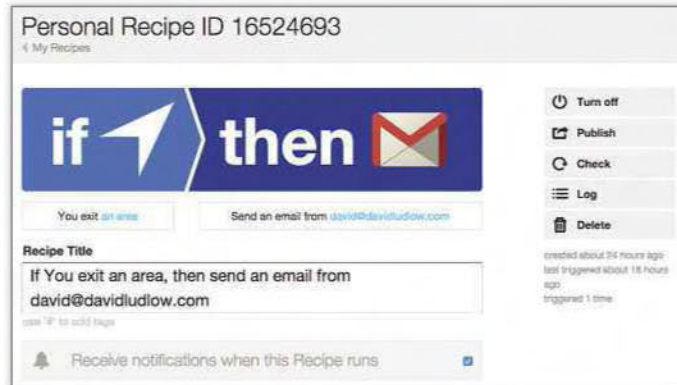 Personal Recipe ID 16524693
< My Recipes
if then
You exit an area
Send an email from david@davidludlow.com
Recipe Title
If You exit an area, then send an email from
david@davidludlow.com
use '#' to add tags
Receive notifications when this Recipe runs
Turn off
Publish
Check
Log
Delete
created about 24 hours ago
last triggered about 18 hours
ago
triggered 1 time